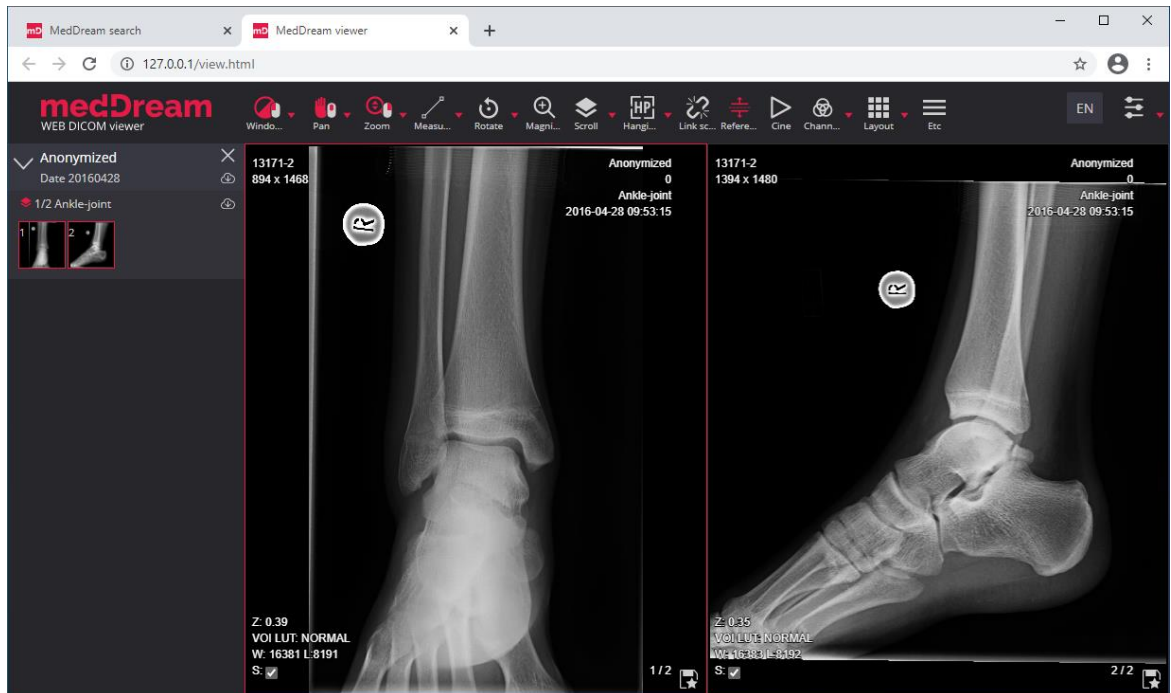 MedDream search
MedDream viewer
127.0.0.1/view.html
medDream
WEB DICOM viewer
Windo...
Pan
Zoom
Measu...
Rotate
Magni...
Scroll
HP
Hangi...
Link sc...
Refere...
Cine
Chann...
Layout
Etc
EN
Anonymized
Date 20160428
1/2 Ankle-joint
1
2
13171-2
894 x 1468
Anonymized
0
Ankle-joint
2016-04-28 09:53:15
Z: 0.39
VOI LUT: NORMAL
W: 16381 L:8191
S:
1 / 2
13171-2
1394 x 1480
Anonymized
0
Ankle-joint
2016-04-28 09:53:15
Z: 0.35
VOI LUT: NORMAL
W: 16383 L:8192
S:
2 / 2